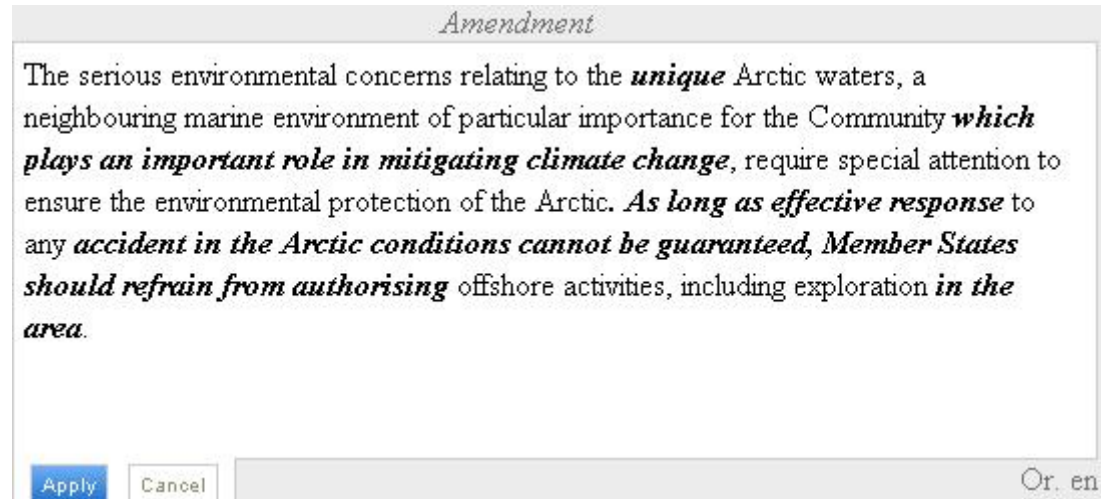 Amendment
The serious environmental concerns relating to the unique Arctic waters, a
neighbouring marine environment of particular importance for the Community which
plays an important role in mitigating climate change, require special attention to
ensure the environmental protection of the Arctic. As long as effective response to
any accident in the Arctic conditions cannot be guaranteed, Member States
should refrain from authorising offshore activities, including exploration in the
area.
Apply Cancel Or. en